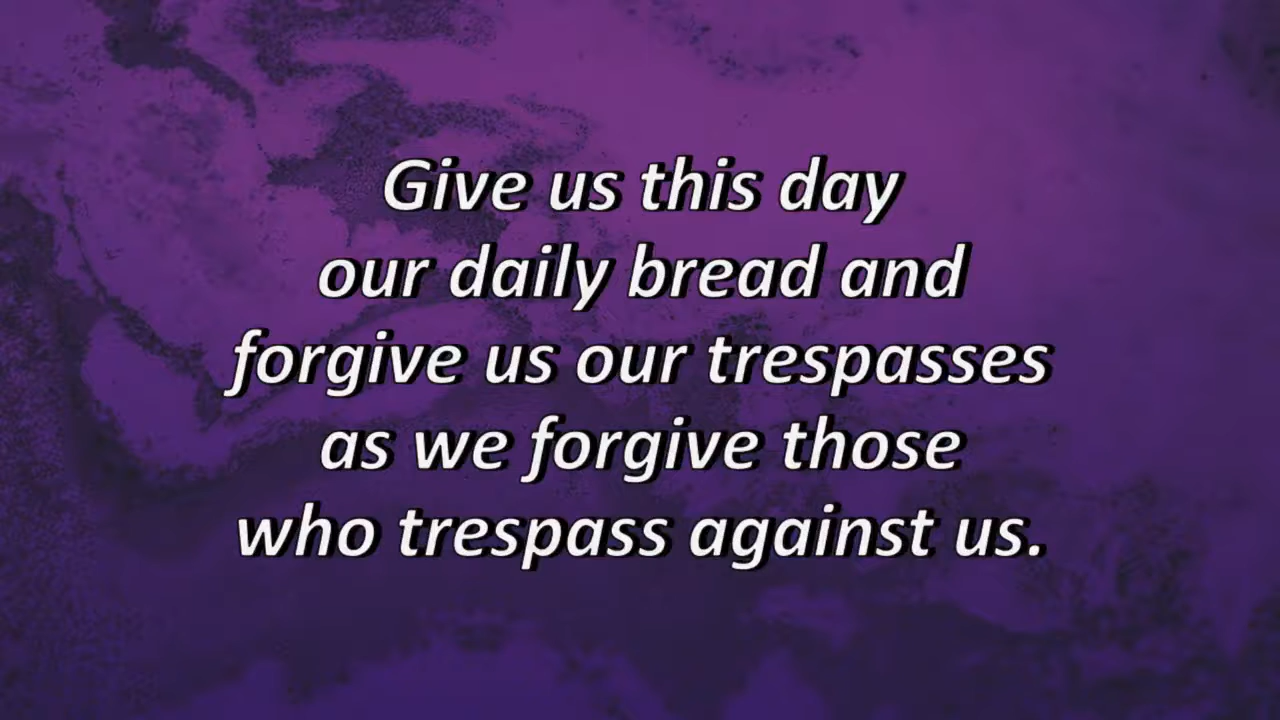 Give us this day
our daily bread and
forgive us our trespasses
as we forgive those
who trespass against us.